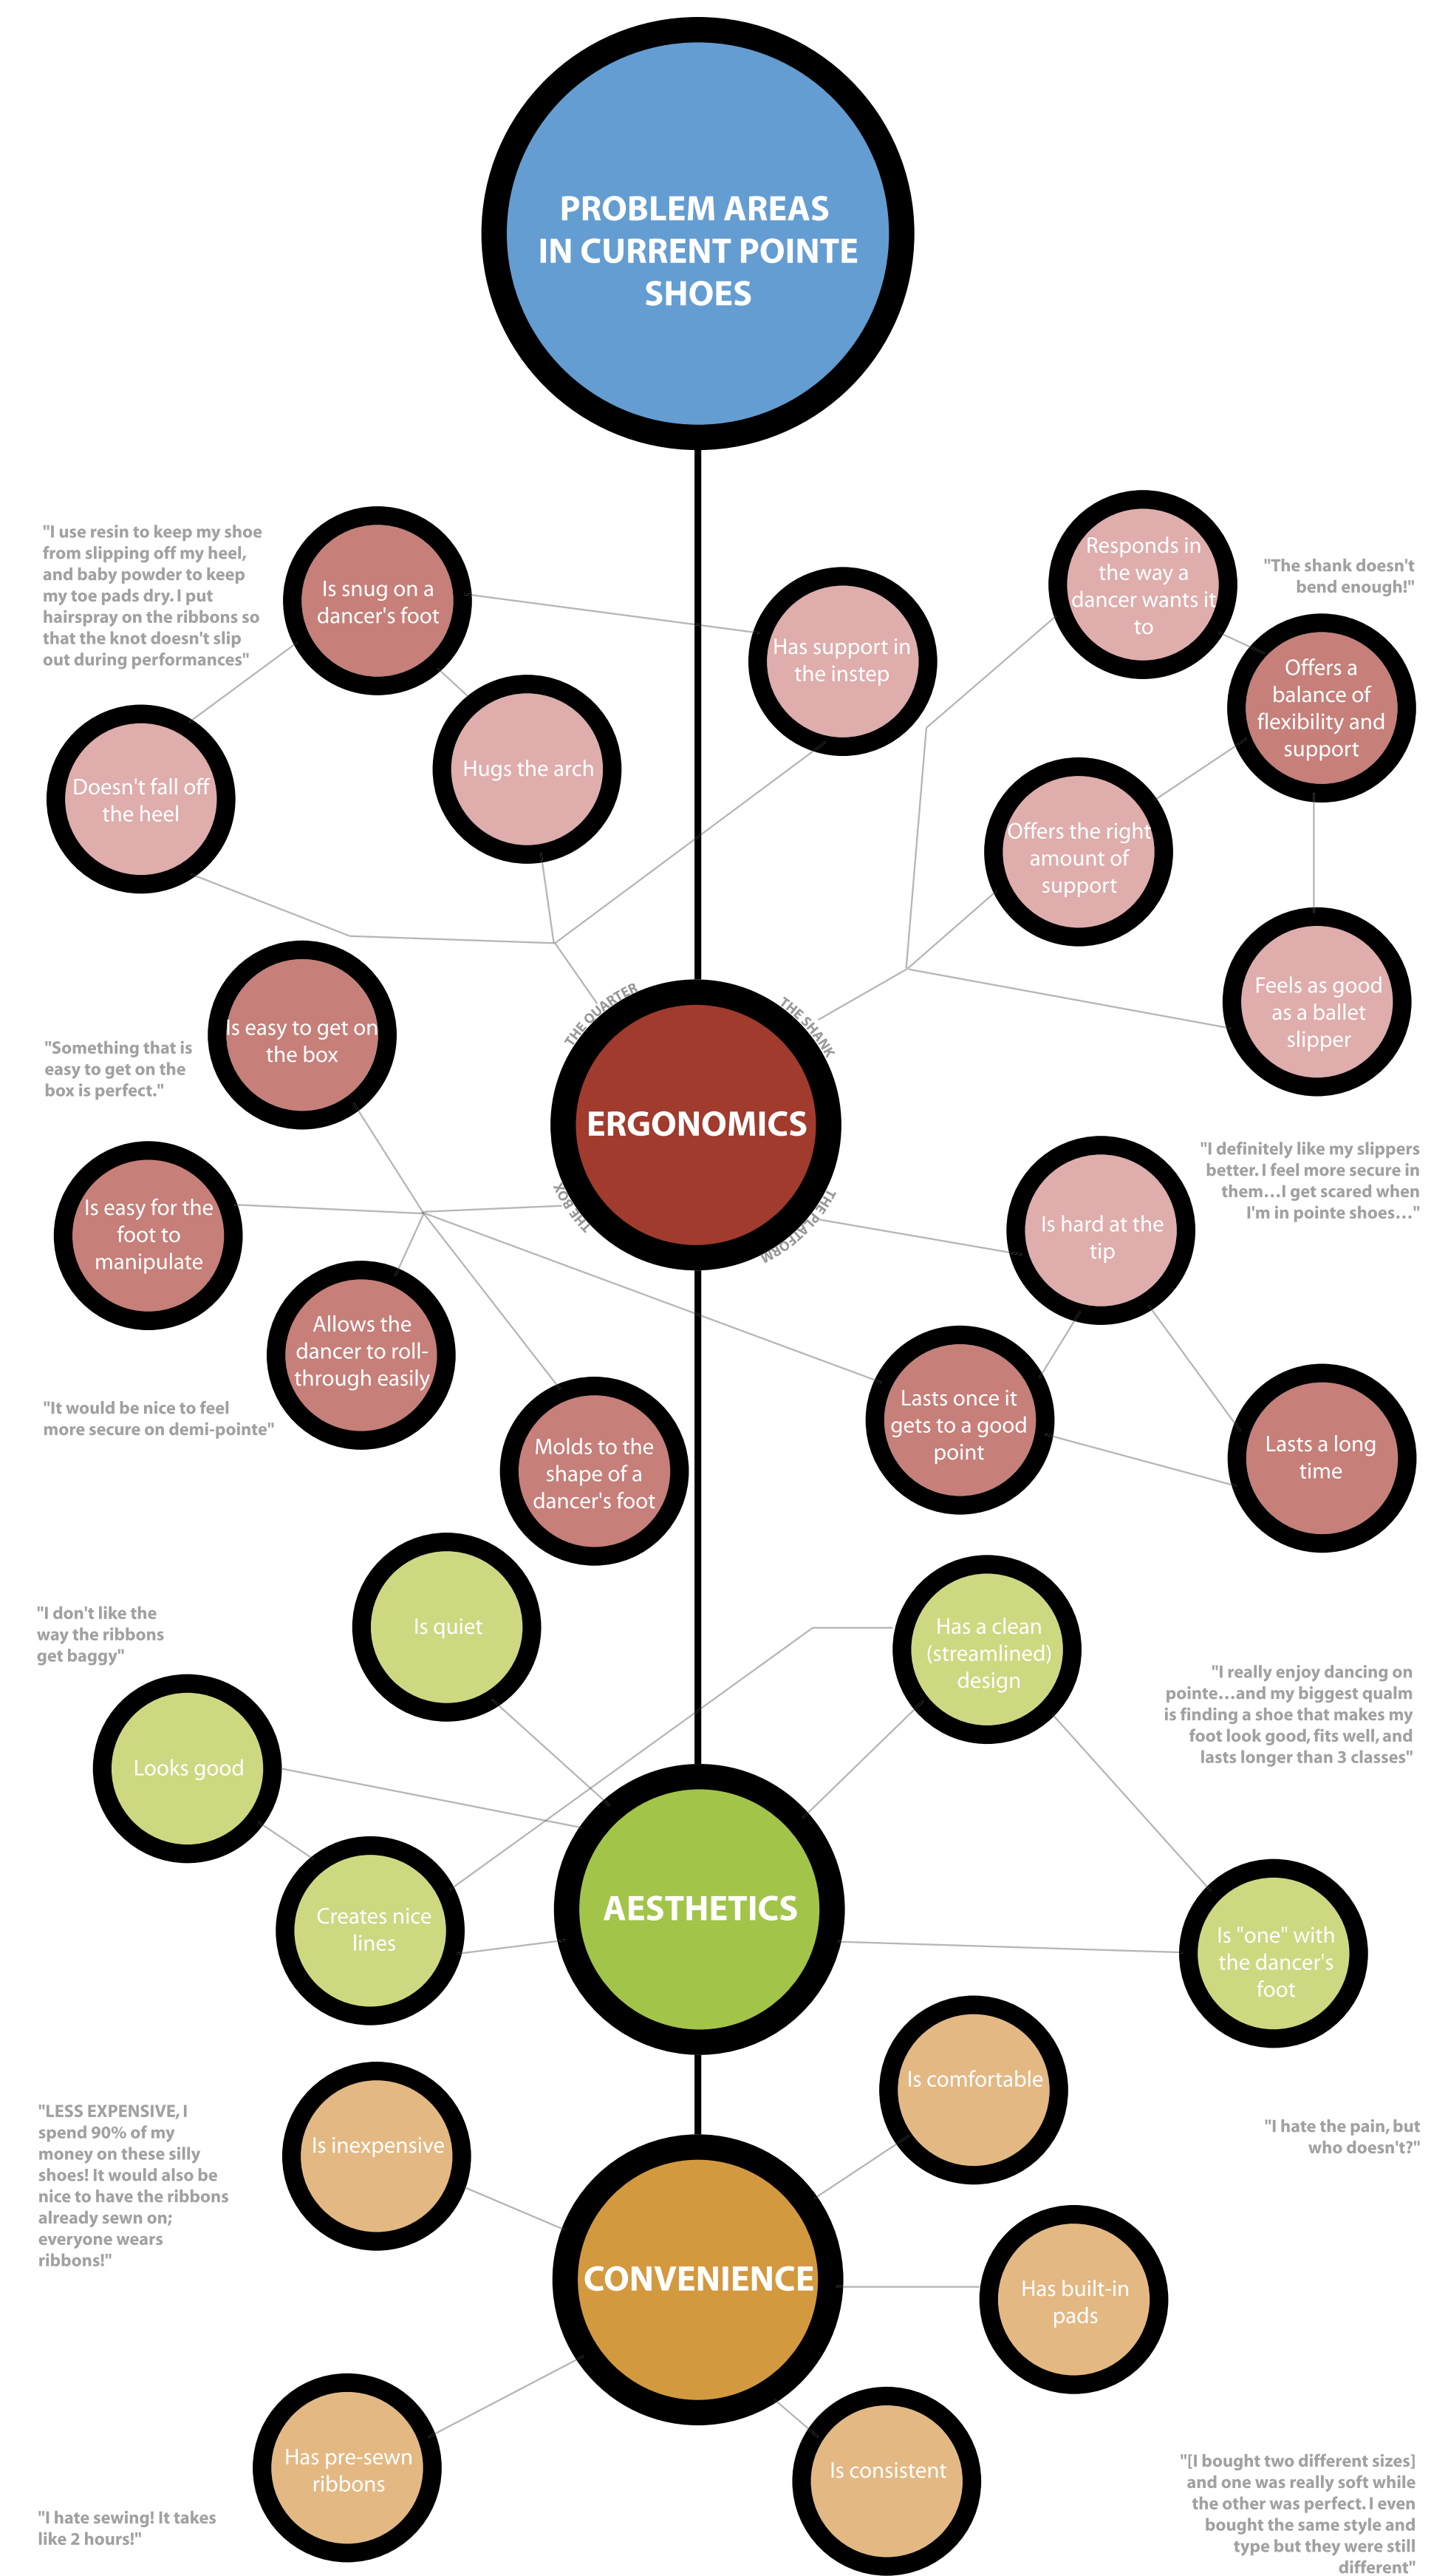 PROBLEM AREAS
IN CURRENT POINTE
SHOES
"I use resin to keep my shoe
from slipping off my heel,
and baby powder to keep
my toe pads dry. I put
hairspray on the ribbons so
that the knot doesn't slip
out during performances"
Is snug on a
dancer's foot
Has support in
the instep
Responds in
the way a
dancer wants it
to
"The shank doesn't
bend enough!"
Offers a
balance of
flexibility and
support
Doesn't fall off
the heel
Hugs the arch
Offers the right
amount of
support
Feels as good
as a ballet
slipper
THE QUARTER
THE SHANK
Is easy to get on
the box
"Something that is
easy to get on the
box is perfect."
ERGONOMICS
"I definitely like my slippers
better. I feel more secure in
them...I get scared when
I'm in pointe shoes..."
THE BOX
THE PLATFORM
Is easy for the
foot to
manipulate
Is hard at the
tip
Allows the
dancer to roll-
through easily
"It would be nice to feel
more secure on demi-pointe"
Molds to the
shape of a
dancer's foot
Lasts once it
gets to a good
point
Lasts a long
time
Is quiet
"I don't like the
way the ribbons
get baggy"
Has a clean
(streamlined)
design
"I really enjoy dancing on
pointe...and my biggest qualm
is finding a shoe that makes my
foot look good, fits well, and
lasts longer than 3 classes"
Looks good
AESTHETICS
Creates nice
lines
Is "one" with
the dancer's
foot
Is comfortable
"LESS EXPENSIVE, I
spend 90% of my
money on these silly
shoes! It would also be
nice to have the ribbons
already sewn on;
everyone wears
ribbons!"
Is inexpensive
"I hate the pain, but
who doesn't?"
CONVENIENCE
Has built-in
pads
Has pre-sewn
ribbons
Is consistent
"I hate sewing! It takes
like 2 hours!"
"[I bought two different sizes]
and one was really soft while
the other was perfect. I even
bought the same style and
type but they were still
different"